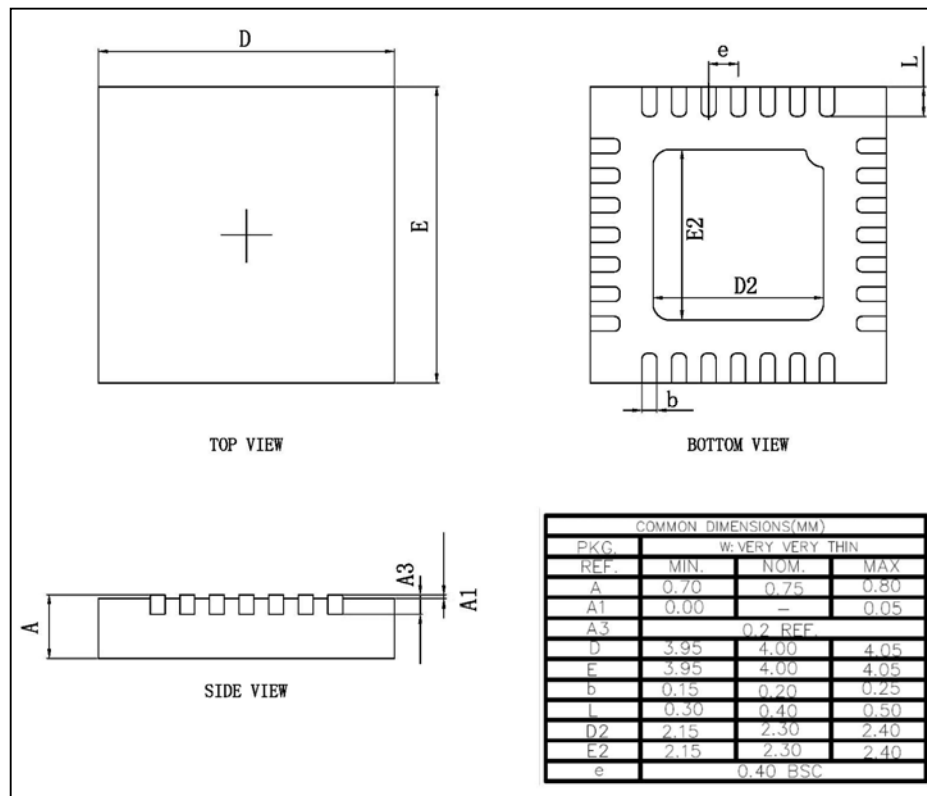 D
e
L
E
E2
D2
b
TOP VIEW
BOTTOM VIEW
A3
A1
A
SIDE VIEW
COMMON DIMENSIONS(MM)
PKG. W: VERY VERY THIN
REF. MIN. NOM. MAX
A 0.70 0.75 0.80
A1 0.00 – 0.05
A3 0.2 REF.
D 3.95 4.00 4.05
E 3.95 4.00 4.05
b 0.15 0.20 0.25
L 0.30 0.40 0.50
D2 2.15 2.30 2.40
E2 2.15 2.30 2.40
e 0.40 BSC